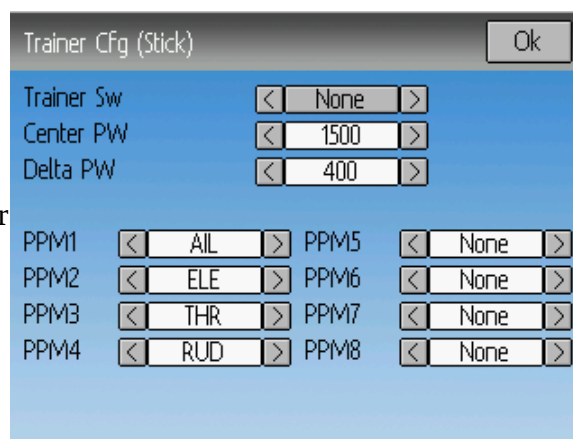 Trainer Cfg (Stick) Ok
Trainer Sw < None >
Center PW < 1500 >
Delta PW < 400 >
r
PPM1 < AIL > PPM5 < None >
PPM2 < ELE > PPM6 < None >
PPM3 < THR > PPM7 < None >
PPM4 < RUD > PPM8 < None >